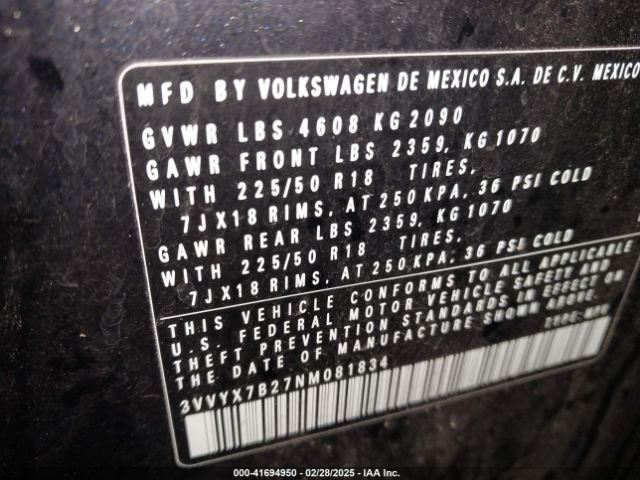 MFD BY VOLKSWAGEN DE MEXICO S.A. DE C.V. MEXICO
GVWR LBS 4608 KG 2090
GAWR FRONT LBS 2359, KG 1070
WITH 225/50 R18 TIRES,
7JX18 RIMS, AT 250 KPA, 36 PSI COLD
GAWR REAR LBS 2359, KG 1070
WITH 225/50 R18 TIRES,
7JX18 RIMS, AT 250 KPA, 36 PSI COLD
THIS VEHICLE CONFORMS TO ALL APPLICABLE
U.S. FEDERAL MOTOR VEHICLE SAFETY AND
THEFT PREVENTION STANDARDS IN EFFECT ON
THE DATE OF MANUFACTURE SHOWN ABOVE.
TYPE: MPV
3VVYX7B27NM081834
000-41694950 • 02/28/2025 • IAA Inc.